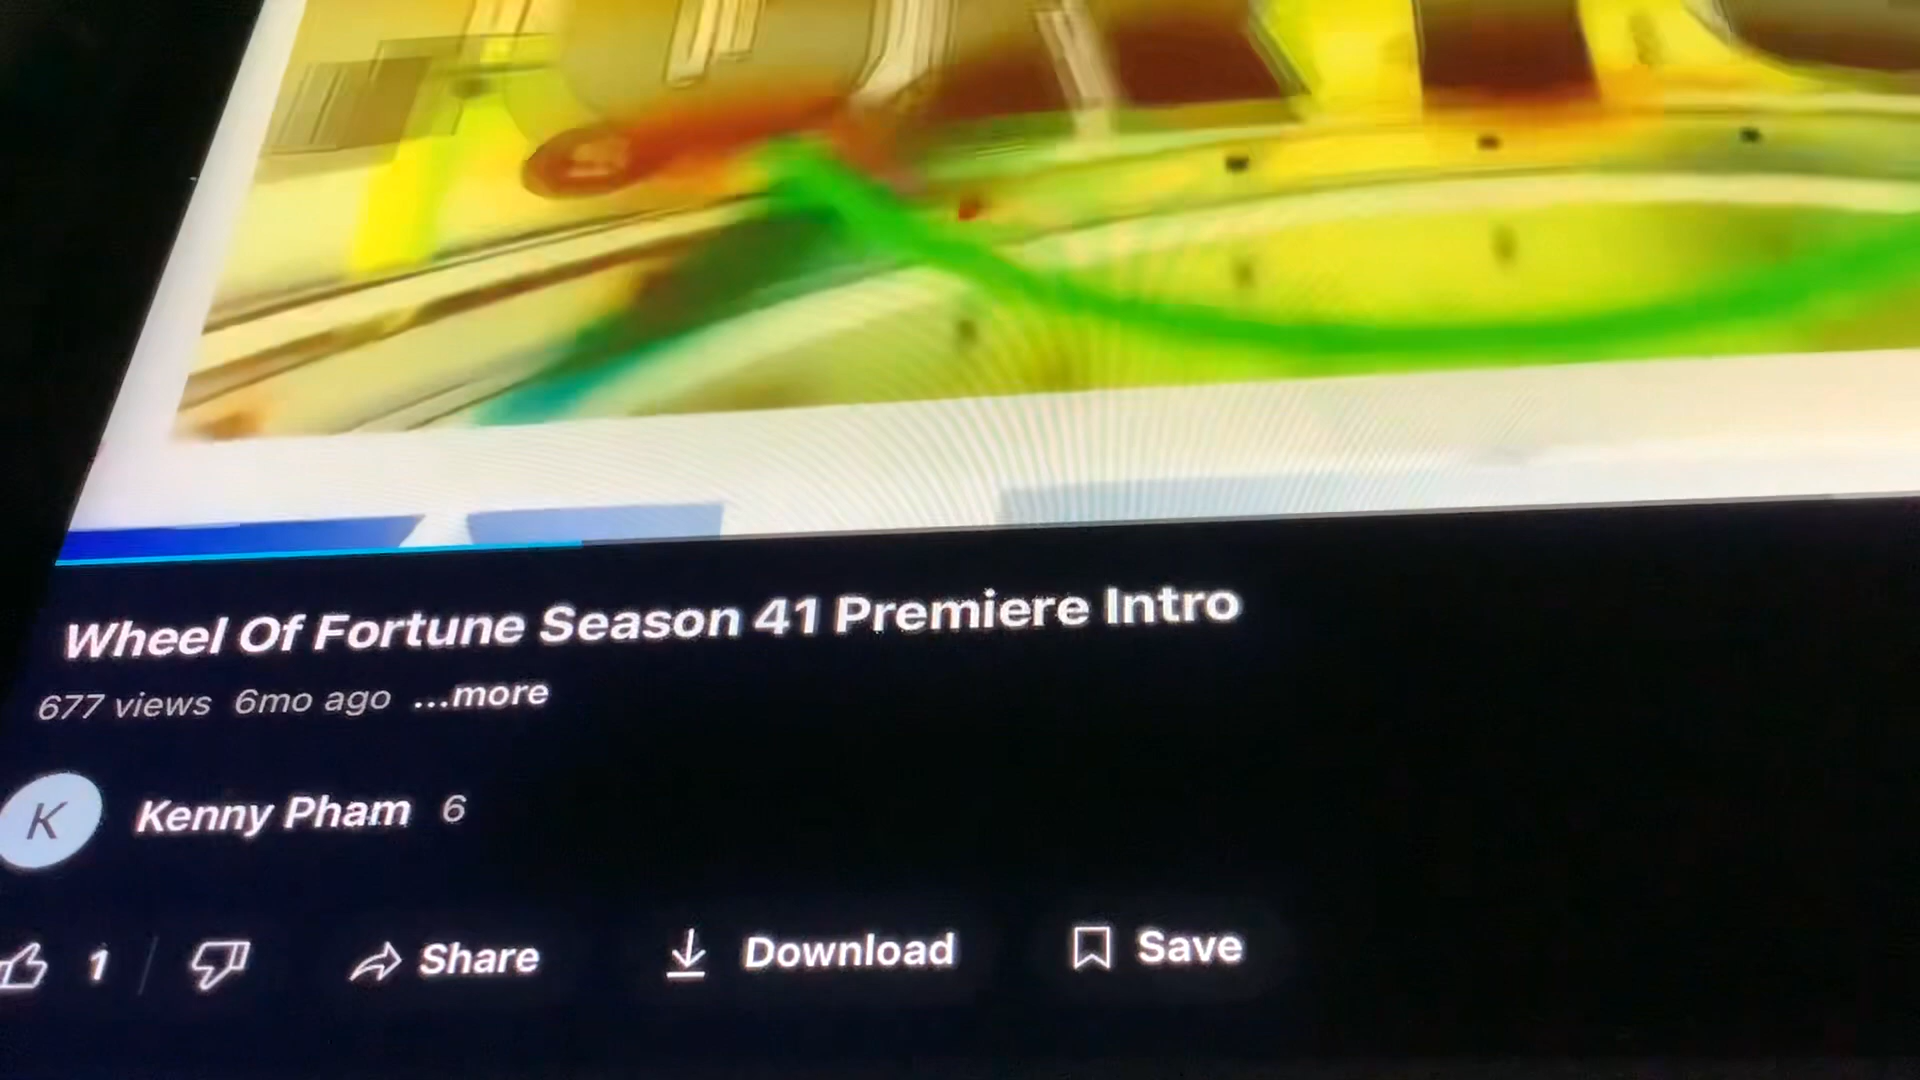 Wheel Of Fortune Season 41 Premiere Intro
677 views 6mo ago ...more
K
Kenny Pham 6
1
Share
Download
Save